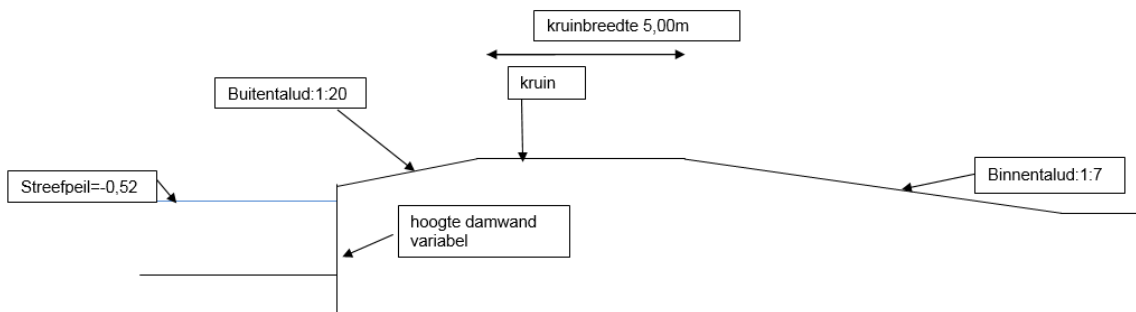 kruinbreedte 5,00m
kruin
Buitentalud:1:20
Streefpeil=-0,52
Binnentalud:1:7
hoogte damwand
variabel